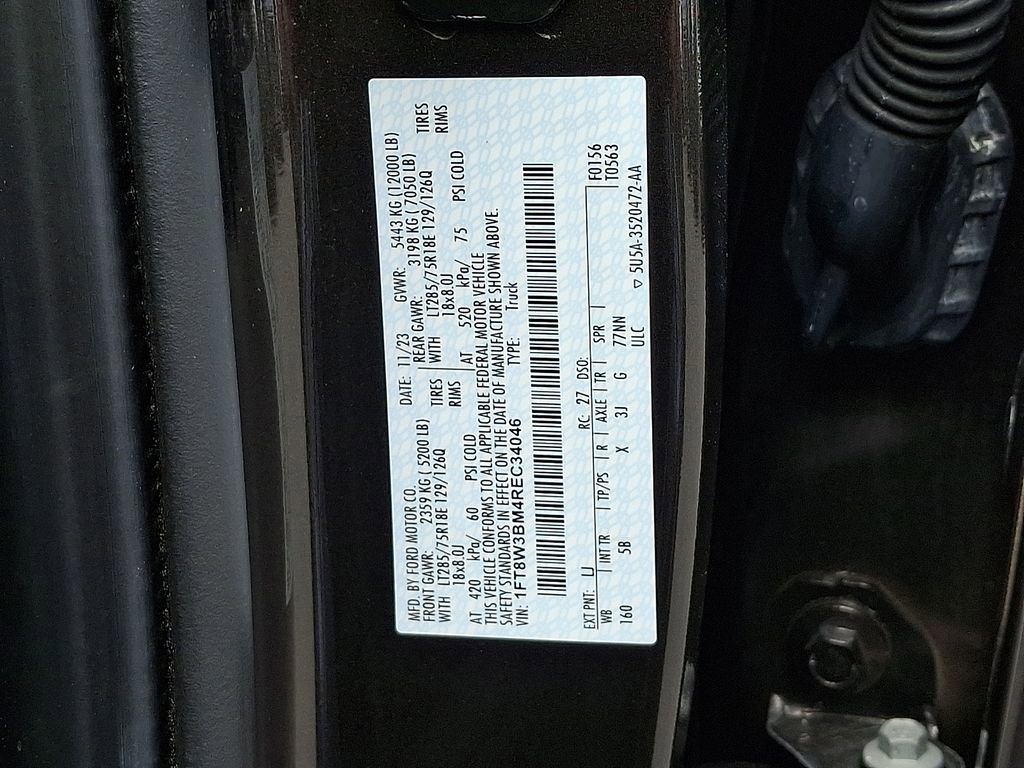 MFD. BY FORD MOTOR CO.
DATE: 11/23 GVWR: 5443 KG (12000 LB)
FRONT GAWR: 2359 KG ( 5200 LB) REAR GAWR: 3198 KG ( 7050 LB)
WITH LT285/75R18E 129/126Q TIRES WITH LT285/75R18E 129/126Q TIRES
18x8.0J RIMS 18x8.0J RIMS
AT 420 kPa/ 60 PSI COLD AT 520 kPa/ 75 PSI COLD
THIS VEHICLE CONFORMS TO ALL APPLICABLE FEDERAL MOTOR VEHICLE
SAFETY STANDARDS IN EFFECT ON THE DATE OF MANUFACTURE SHOWN ABOVE.
VIN: 1FT8W3BM4REC34046 TYPE: Truck
EXT PNT: LJ RC: 27 DSO: F0156
WB | INT TR | TP/PS | R | AXLE | TR | SPR | T0563
160 5B X 3J G 77NN
ULC ▽ 5U5A-3520472-AA